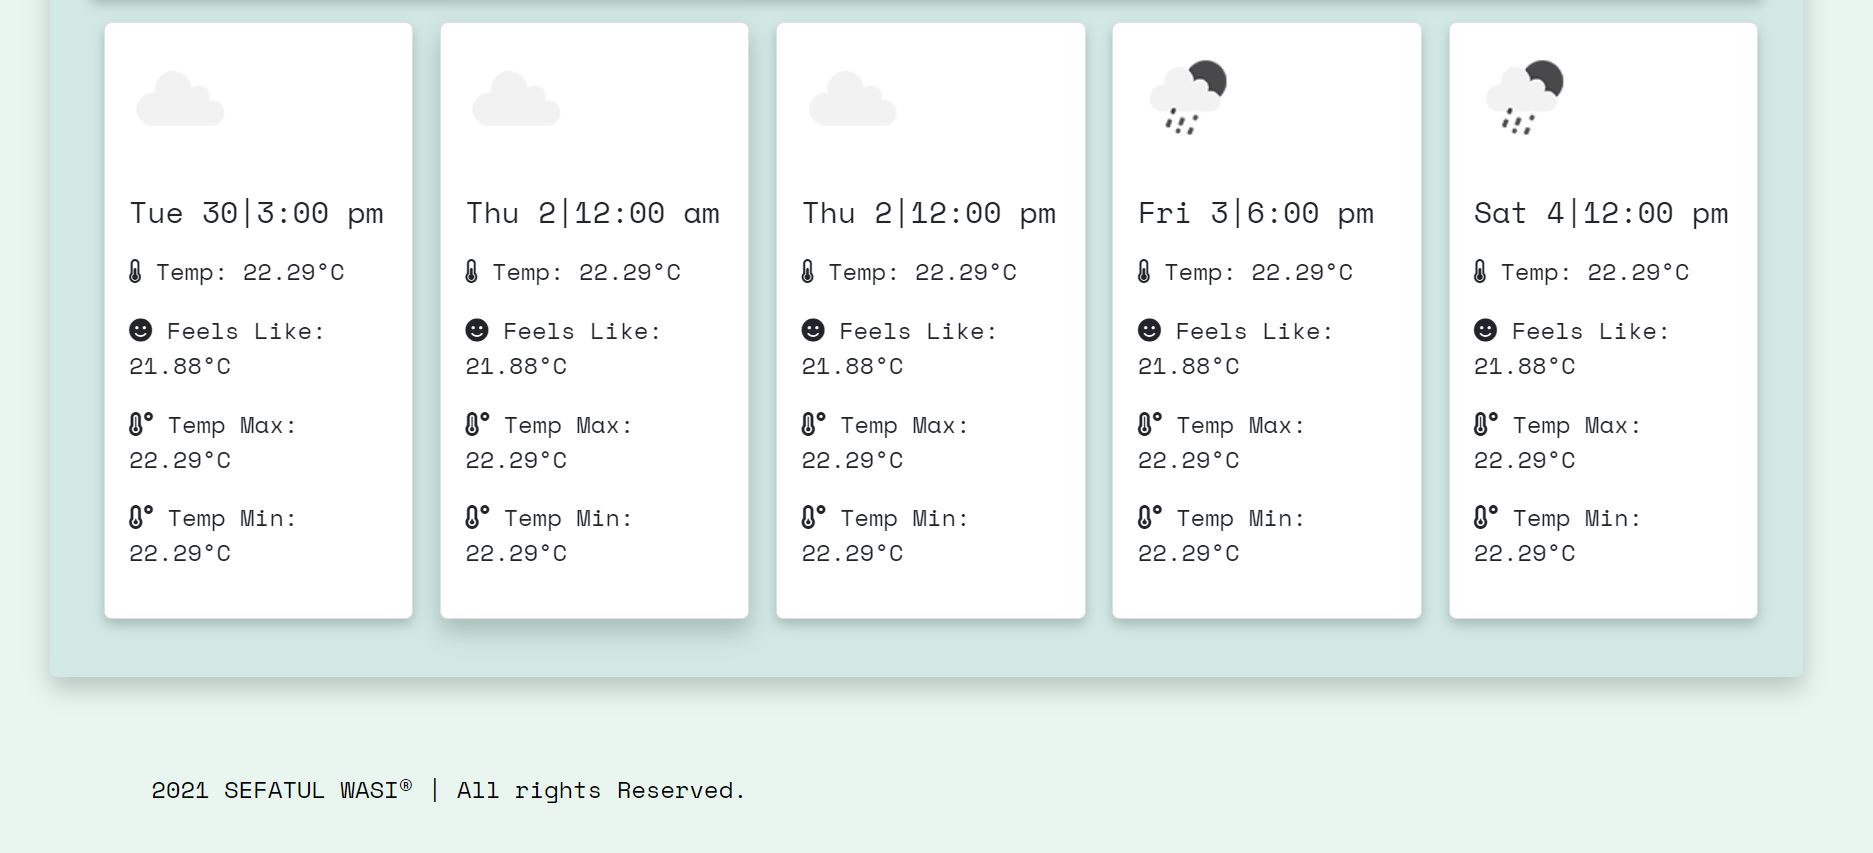 Tue 30|3:00 pm
Temp: 22.29°C
Feels Like:
21.88°C
Temp Max:
22.29°C
Temp Min:
22.29°C
Thu 2|12:00 am
Temp: 22.29°C
Feels Like:
21.88°C
Temp Max:
22.29°C
Temp Min:
22.29°C
Thu 2|12:00 pm
Temp: 22.29°C
Feels Like:
21.88°C
Temp Max:
22.29°C
Temp Min:
22.29°C
Fri 3|6:00 pm
Temp: 22.29°C
Feels Like:
21.88°C
Temp Max:
22.29°C
Temp Min:
22.29°C
Sat 4|12:00 pm
Temp: 22.29°C
Feels Like:
21.88°C
Temp Max:
22.29°C
Temp Min:
22.29°C
2021 SEFATUL WASI® | All rights Reserved.